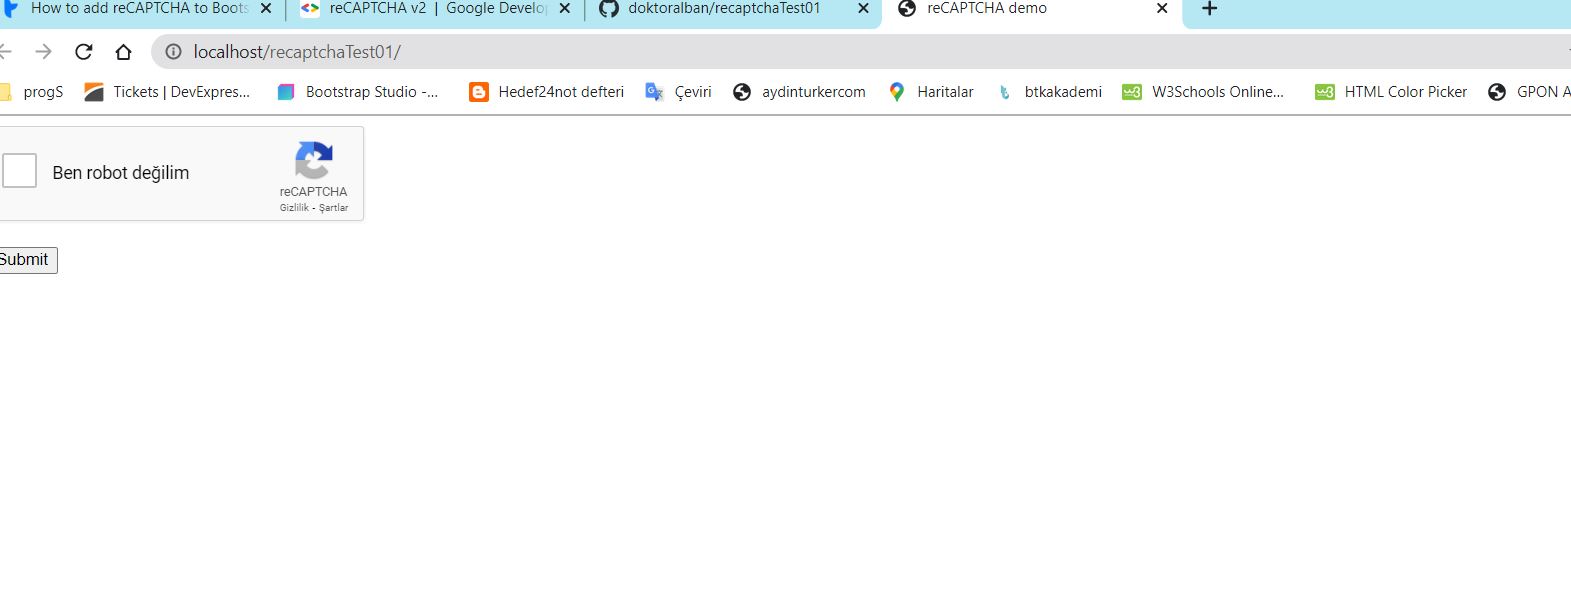 How to add reCAPTCHA to Boots
reCAPTCHA v2 | Google Develop
doktoralban/recaptchaTest01
reCAPTCHA demo
localhost/recaptchaTest01/
progS
Tickets | DevExpres...
Bootstrap Studio -...
Hedef24not defteri
Çeviri
aydinturkercom
Haritalar
btkakademi
W3Schools Online...
HTML Color Picker
GPON A
Ben robot değilim
reCAPTCHA
Gizlilik - Şartlar
Submit